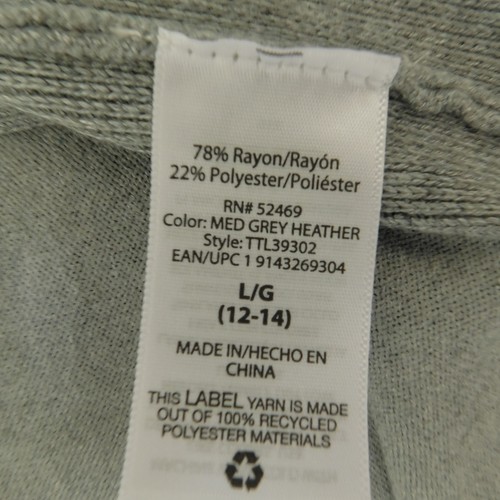 78% Rayon/Rayón
22% Polyester/Poliéster
RN# 52469
Color: MED GREY HEATHER
Style: TTL39302
EAN/UPC 1 9143269304
L/G
(12-14)
MADE IN/HECHO EN
CHINA
THIS LABEL YARN IS MADE
OUT OF 100% RECYCLED
POLYESTER MATERIALS